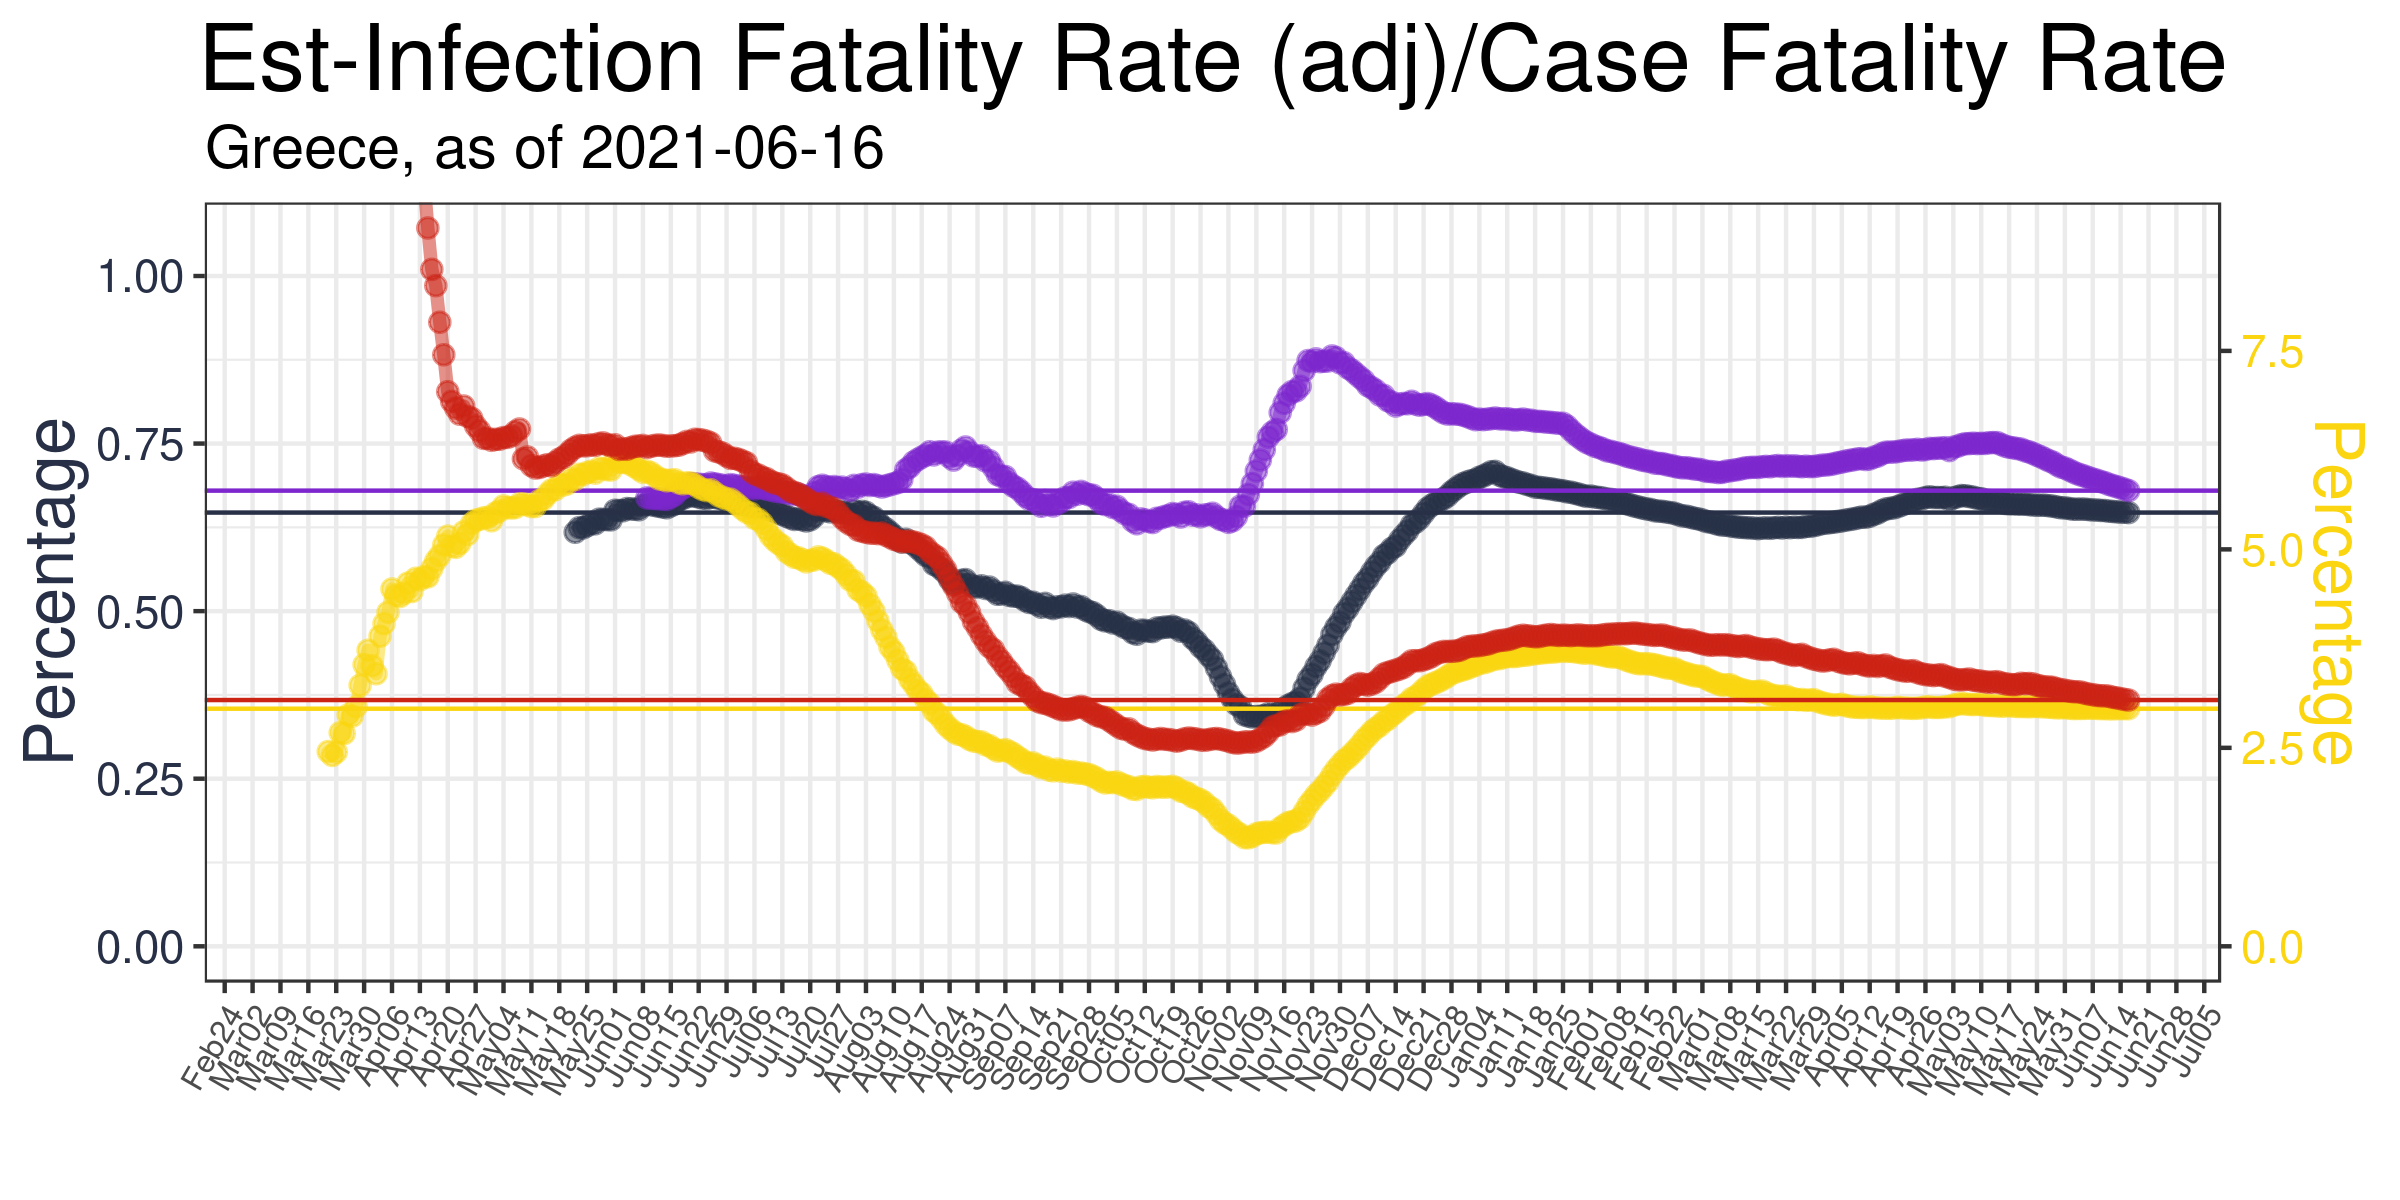 Est-Infection Fatality Rate (adj)/Case Fatality Rate
Greece, as of 2021-06-16
Percentage
1.00
0.75
0.50
0.25
0.00
7.5
5.0
2.5
0.0
Percentage
Feb24
Mar02
Mar09
Mar16
Mar23
Mar30
Apr06
Apr13
Apr20
Apr27
May04
May11
May18
May25
Jun01
Jun08
Jun15
Jun22
Jun29
Jul06
Jul13
Jul20
Jul27
Aug03
Aug10
Aug17
Aug24
Aug31
Sep07
Sep14
Sep21
Sep28
Oct05
Oct12
Oct19
Oct26
Nov02
Nov09
Nov16
Nov23
Nov30
Dec07
Dec14
Dec21
Dec28
Jan04
Jan11
Jan18
Jan25
Feb01
Feb08
Feb15
Feb22
Mar01
Mar08
Mar15
Mar22
Mar29
Apr05
Apr12
Apr19
Apr26
May03
May10
May17
May24
May31
Jun07
Jun14
Jun21
Jun28
Jul05